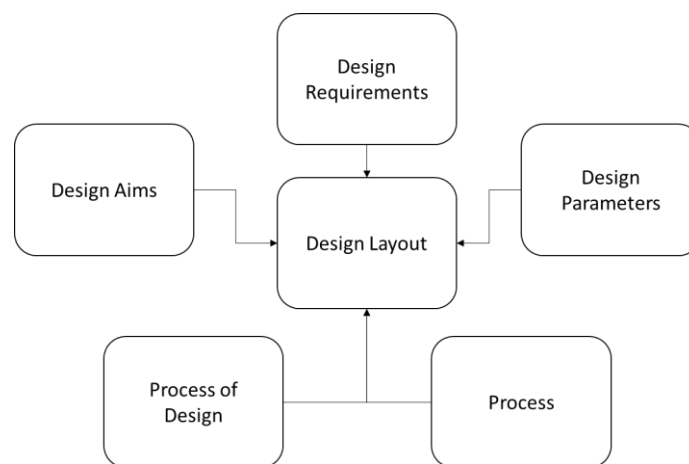 Design
Requirements
Design Aims
Design
Parameters
Design Layout
Process of
Design
Process